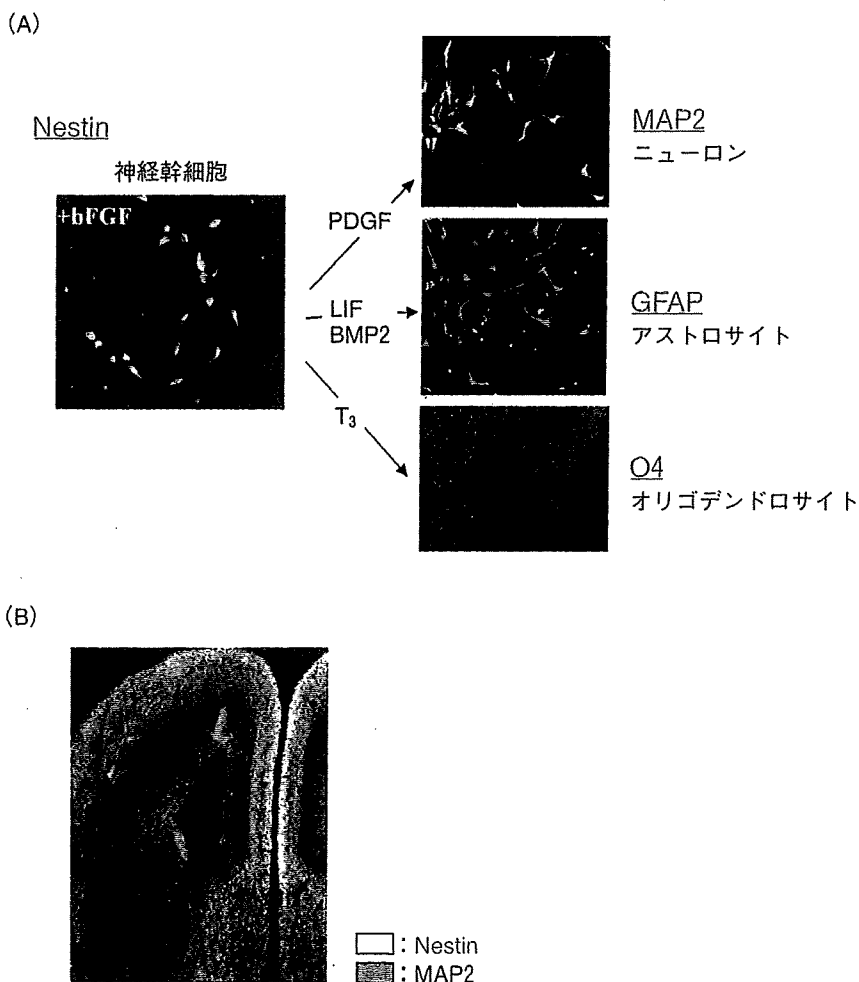 (A)
Nestin
神経幹細胞
+bFGF
PDGF
LIF
BMP2
T₃
MAP2
ニューロン
GFAP
アストロサイト
O4
オリゴデンドロサイト
(B)
: Nestin
: MAP2